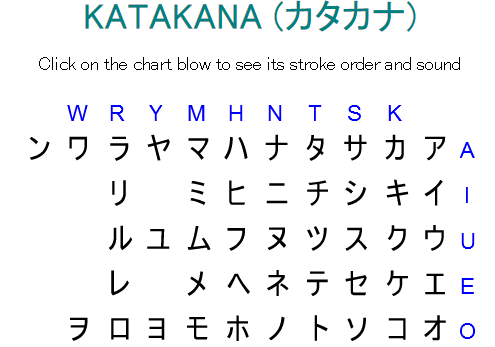 KATAKANA (カタカナ)
Click on the chart blow to see its stroke order and sound
W R Y M H N T S K
ン ワ ラ ヤ マ ハ ナ タ サ カ ア A
リ ミ ヒ ニ チ シ キ イ I
ル ユ ム フ ヌ ツ ス ク ウ U
レ メ ヘ ネ テ セ ケ エ E
ヲ ロ ヨ モ ホ ノ ト ソ コ オ O